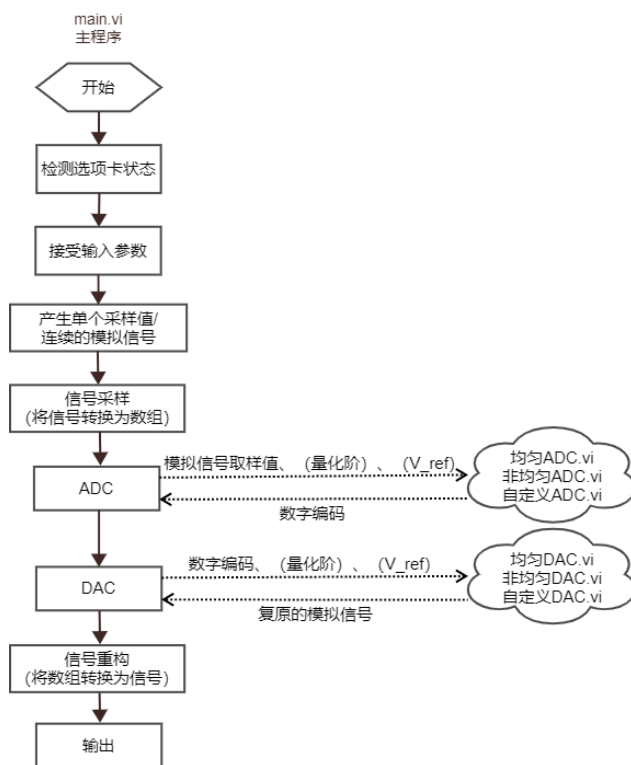 main.vi
主程序
开始
检测选项卡状态
接受输入参数
产生单个采样值/
连续的模拟信号
信号采样
(将信号转换为数组)
模拟信号取样值、（量化阶）、（V_ref)
均匀ADC.vi
非均匀ADC.vi
自定义ADC.vi
ADC
数字编码
数字编码、（量化阶）、（V_ref)
均匀DAC.vi
非均匀DAC.vi
自定义DAC.vi
DAC
复原的模拟信号
信号重构
(将数组转换为信号)
输出